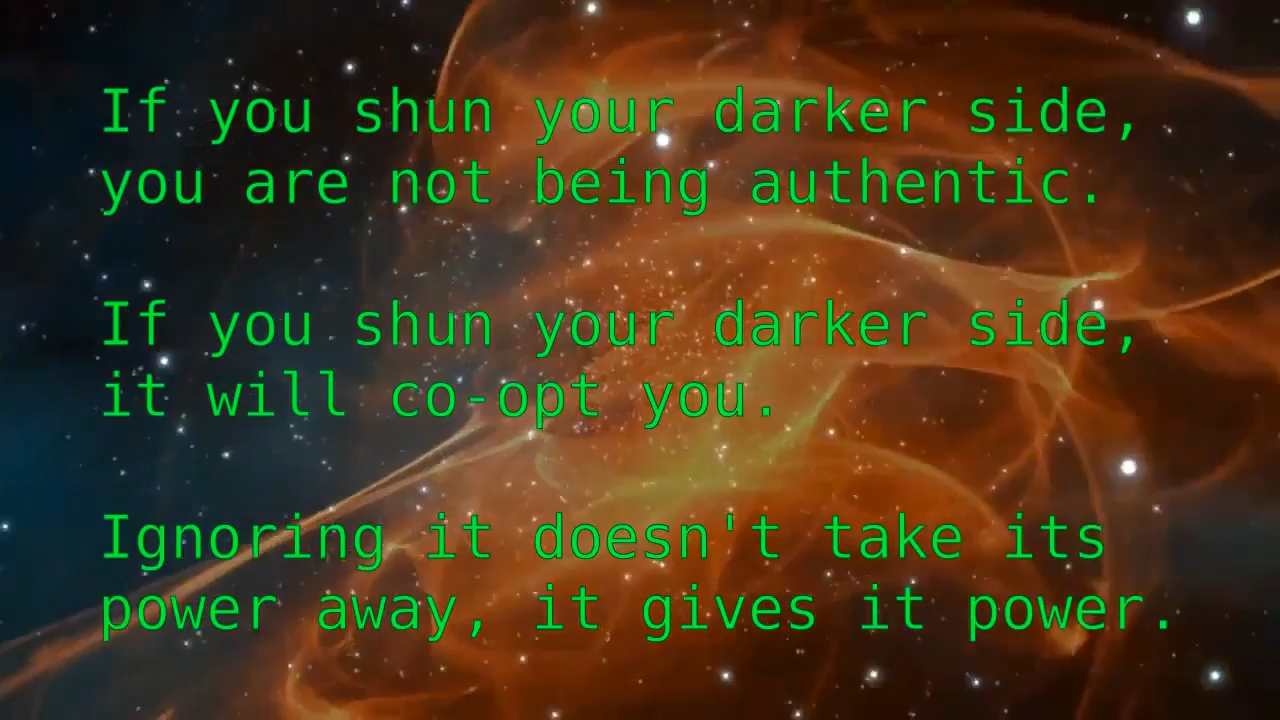 If you shun your darker side,
you are not being authentic.
If you shun your darker side,
it will co-opt you.
Ignoring it doesn't take its
power away, it gives it power.